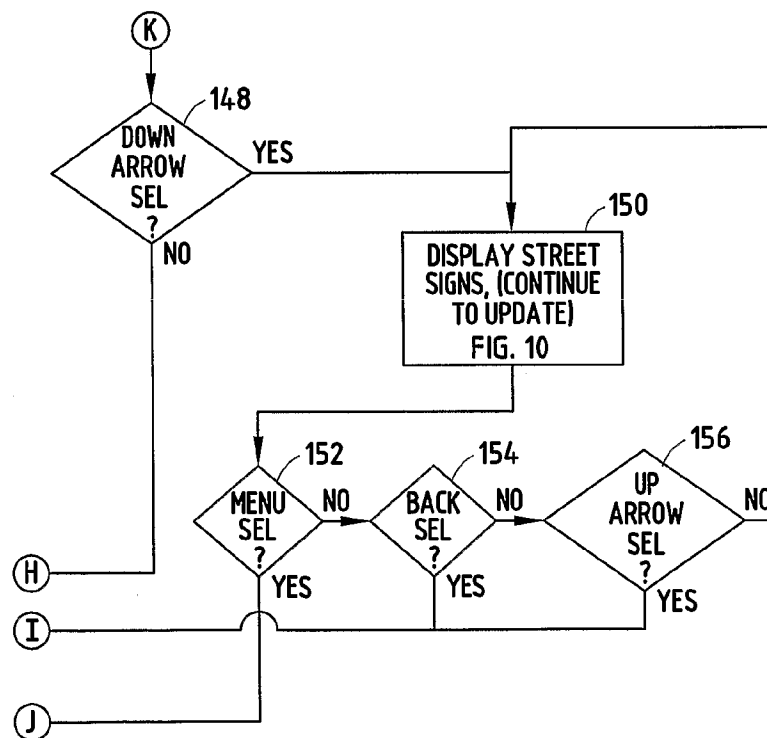 K
148
DOWN
ARROW
SEL
?
YES
NO
150
DISPLAY STREET
SIGNS, (CONTINUE
TO UPDATE)
FIG. 10
152
MENU
SEL
?
NO
YES
154
BACK
SEL
?
NO
YES
156
UP
ARROW
SEL
?
NO
YES
H
I
J